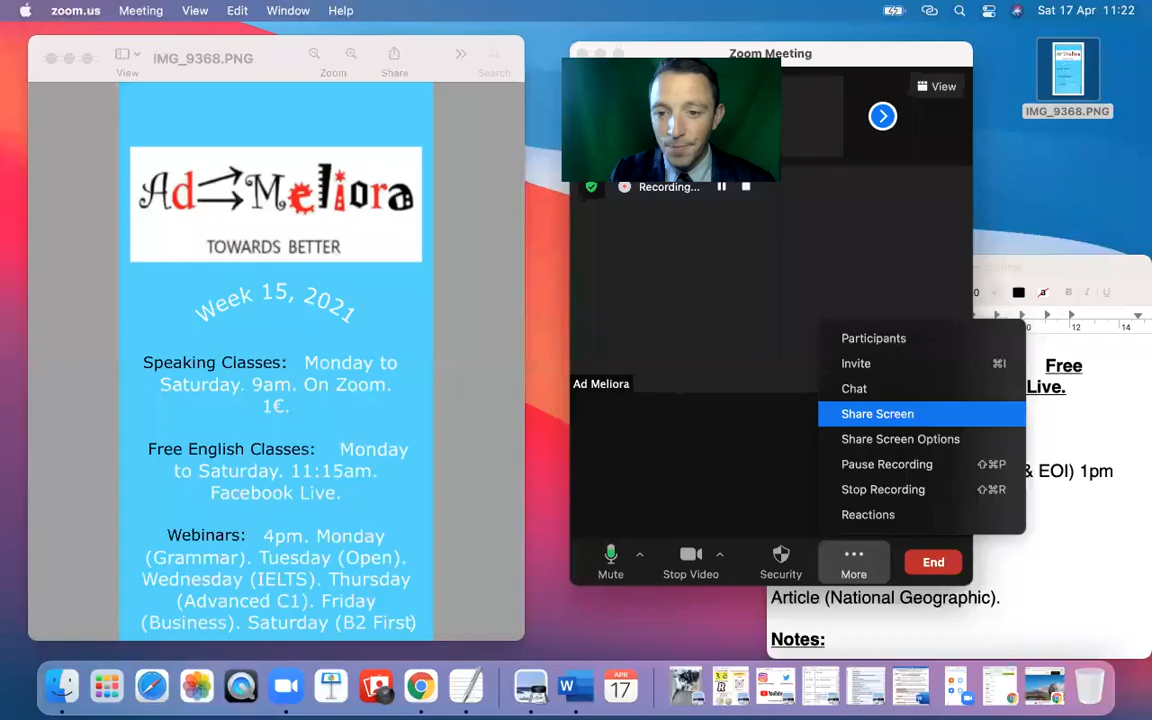 zoom.us Meeting View Edit Window Help
Sat 17 Apr 11:22
IMG_9368.PNG
View
Zoom
Share
Search
Ad Meliora
TOWARDS BETTER
Week 15, 2021
Speaking Classes: Monday to
Saturday. 9am. On Zoom.
1€.
Free English Classes: Monday
to Saturday. 11:15am.
Facebook Live.
Webinars: 4pm. Monday
(Grammar). Tuesday (Open).
Wednesday (IELTS). Thursday
(Advanced C1). Friday
(Business). Saturday (B2 First)
Zoom Meeting
View
Recording...
Ad Meliora
Participants
Invite ⌘I
Chat
Share Screen
Share Screen Options
Pause Recording ⇧⌘P
Stop Recording ⇧⌘R
Reactions
Mute
Stop Video
Security
More
End
IMG_9368.PNG
0
B I U
12 14
Free
Live.
& EOI) 1pm
Article (National Geographic).
Notes:
APR
17